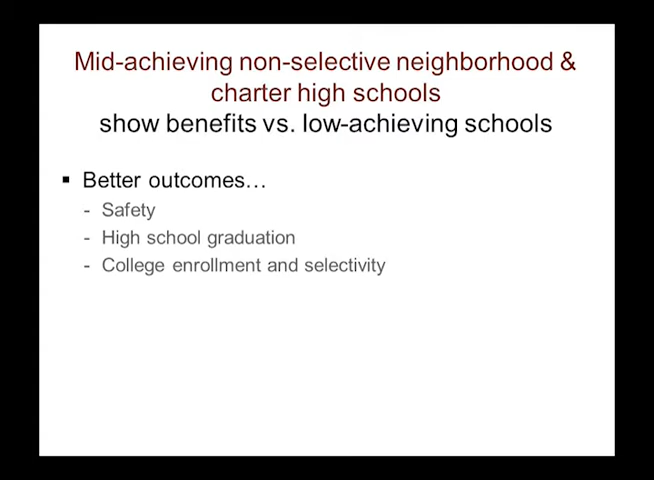 Mid-achieving non-selective neighborhood &
charter high schools
show benefits vs. low-achieving schools
▪ Better outcomes…
- Safety
- High school graduation
- College enrollment and selectivity